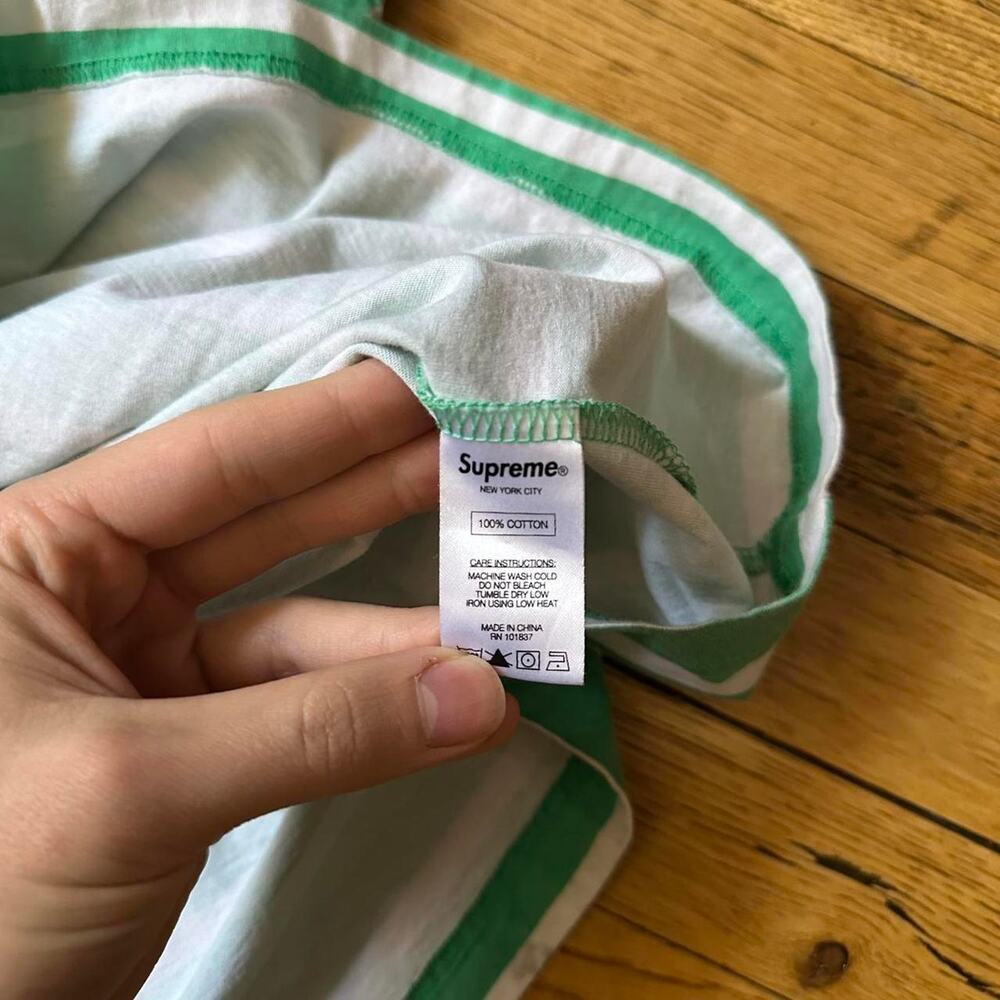 Supreme®
NEW YORK CITY
100% COTTON
CARE INSTRUCTIONS:
MACHINE WASH COLD
DO NOT BLEACH
TUMBLE DRY LOW
IRON USING LOW HEAT
MADE IN CHINA
RN 101837